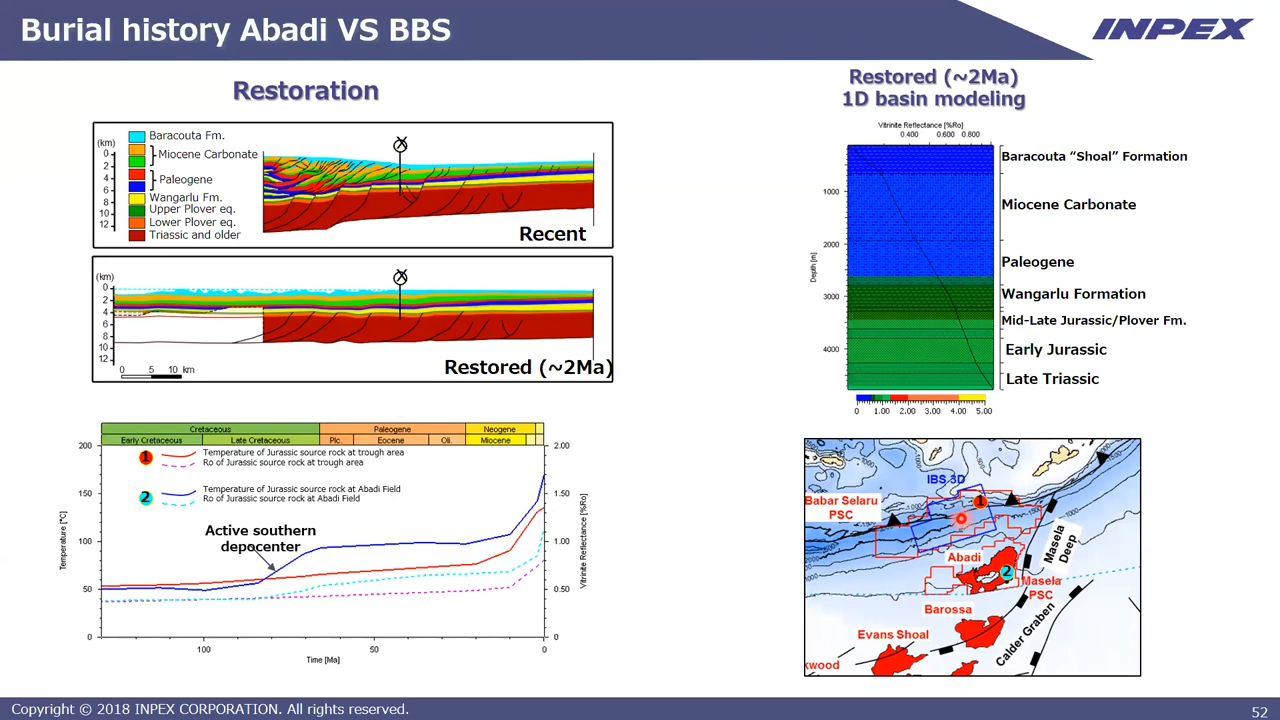 Burial history Abadi VS BBS
INPEX
Restoration
Restored (~2Ma)
1D basin modeling
(km)
0
2
4
6
8
10
12
Baracouta Fm.
Miocene Carbonate
Paleogene
Wangarlu Fm.
Upper Plover eq.
Lower Plover eq.
Triassic and older
Recent
(km)
0
2
4
6
8
10
12
0 5 10 km
Restored (~2Ma)
Vitrinite Reflectance [%Ro]
0.400 0.600 0.800
Depth [m]
1000
2000
3000
4000
Baracouta “Shoal” Formation
Miocene Carbonate
Paleogene
Wangarlu Formation
Mid-Late Jurassic/Plover Fm.
Early Jurassic
Late Triassic
0 1.00 2.00 3.00 4.00 5.00
Cretaceous Paleogene Neogene
Early Cretaceous Late Cretaceous Plc. Eocene Oli. Miocene
1
Temperature of Jurassic source rock at trough area
Ro of Jurassic source rock at trough area
2
Temperature of Jurassic source rock at Abadi Field
Ro of Jurassic source rock at Abadi Field
Active southern
depocenter
Temperature [°C]
200
150
100
50
0
2.00
1.50
1.00
0.50
0
Vitrinite Reflectance [%Ro]
100 50 0
Time [Ma]
IBS 3D
Babar Selaru
PSC
1
Abadi
2
Masela
PSC
Masela
Deep
Barossa
Evans Shoal
Calder Graben
kwood
Copyright © 2018 INPEX CORPORATION. All rights reserved.
52